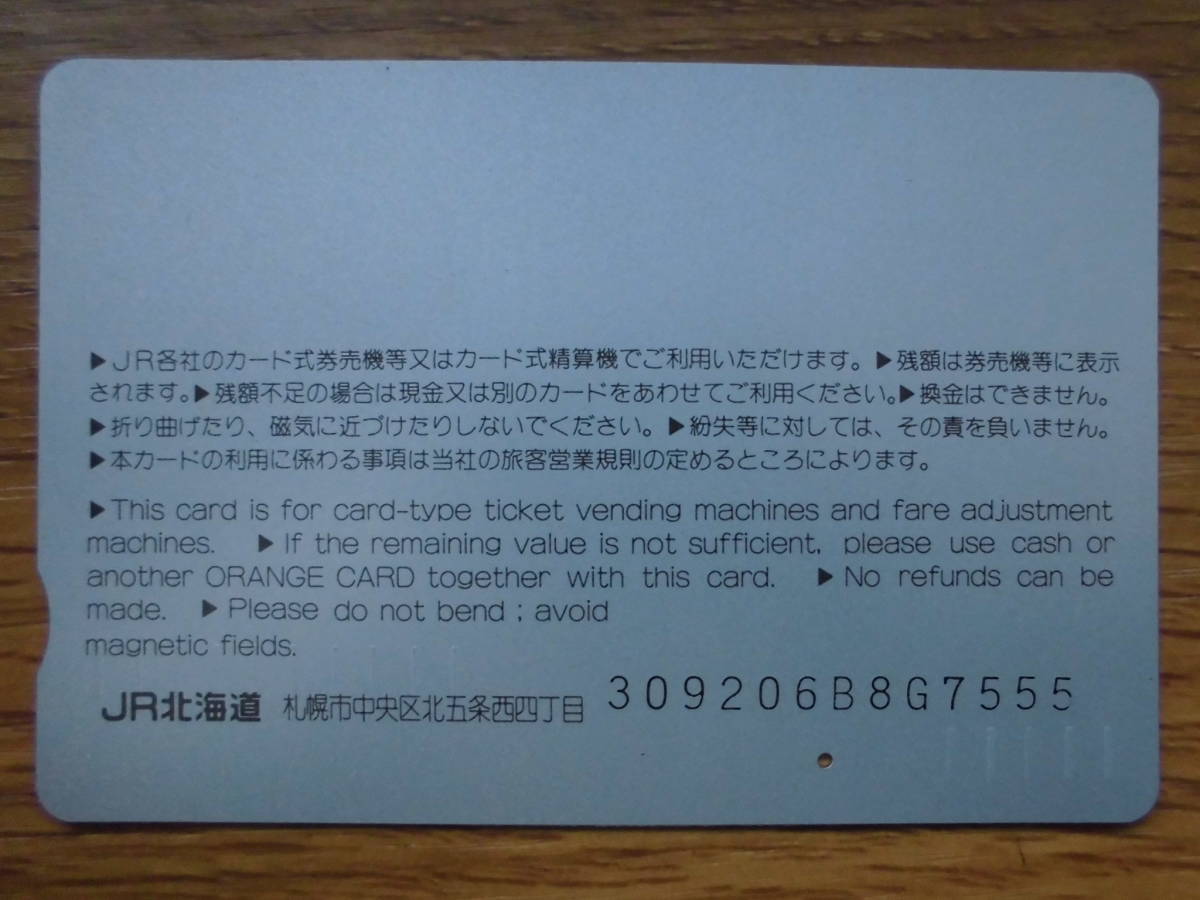 ▶JR各社のカード式券売機等又はカード式精算機でご利用いただけます。▶残額は券売機等に表示
されます。▶残額不足の場合は現金又は別のカードをあわせてご利用ください。▶換金はできません。
▶折り曲げたり、磁気に近づけたりしないでください。▶紛失等に対しては、その責を負いません。
▶本カードの利用に係わる事項は当社の旅客営業規則の定めるところによります。
▶This card is for card-type ticket vending machines and fare adjustment
machines. ▶If the remaining value is not sufficient, please use cash or
another ORANGE CARD together with this card. ▶No refunds can be
made. ▶Please do not bend ; avoid
magnetic fields.
JR北海道 札幌市中央区北五条西四丁目 309206B8G7555